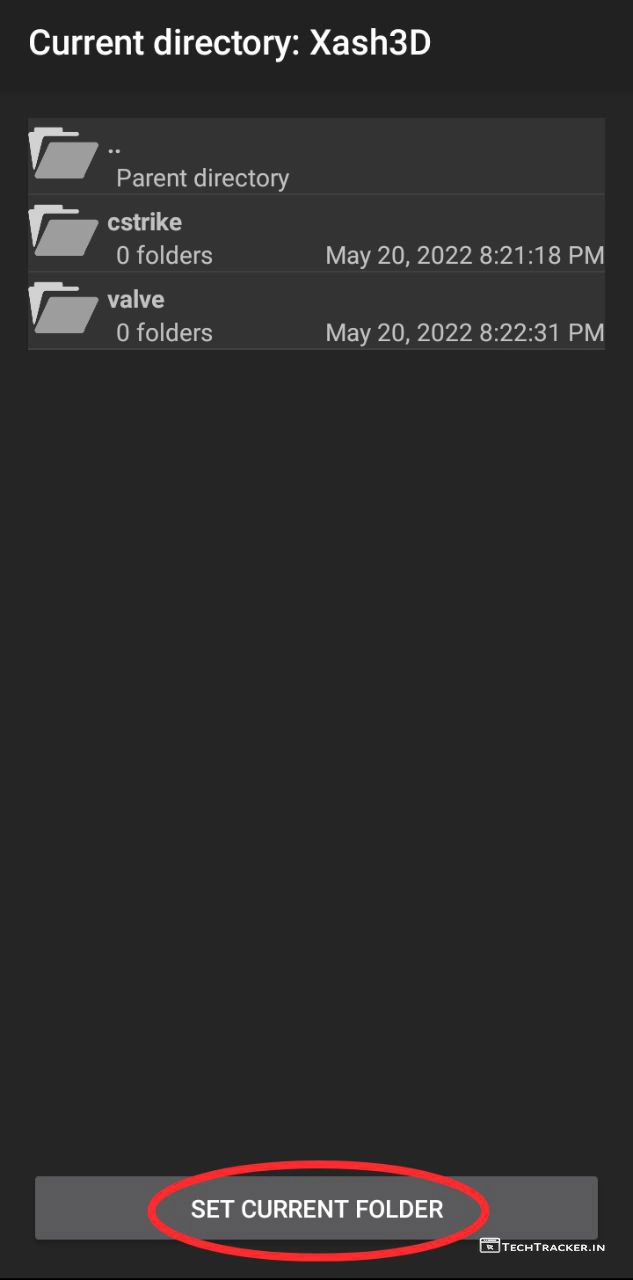 Current directory: Xash3D
..
Parent directory
cstrike
0 folders May 20, 2022 8:21:18 PM
valve
0 folders May 20, 2022 8:22:31 PM
SET CURRENT FOLDER
TECHTRACKER.IN